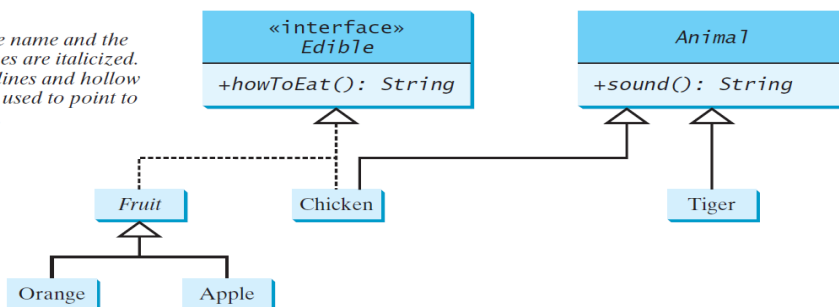 e name and the
es are italicized.
lines and hollow
used to point to
«interface»
Edible
+howToEat(): String
Animal
+sound(): String
Fruit
Chicken
Tiger
Orange
Apple